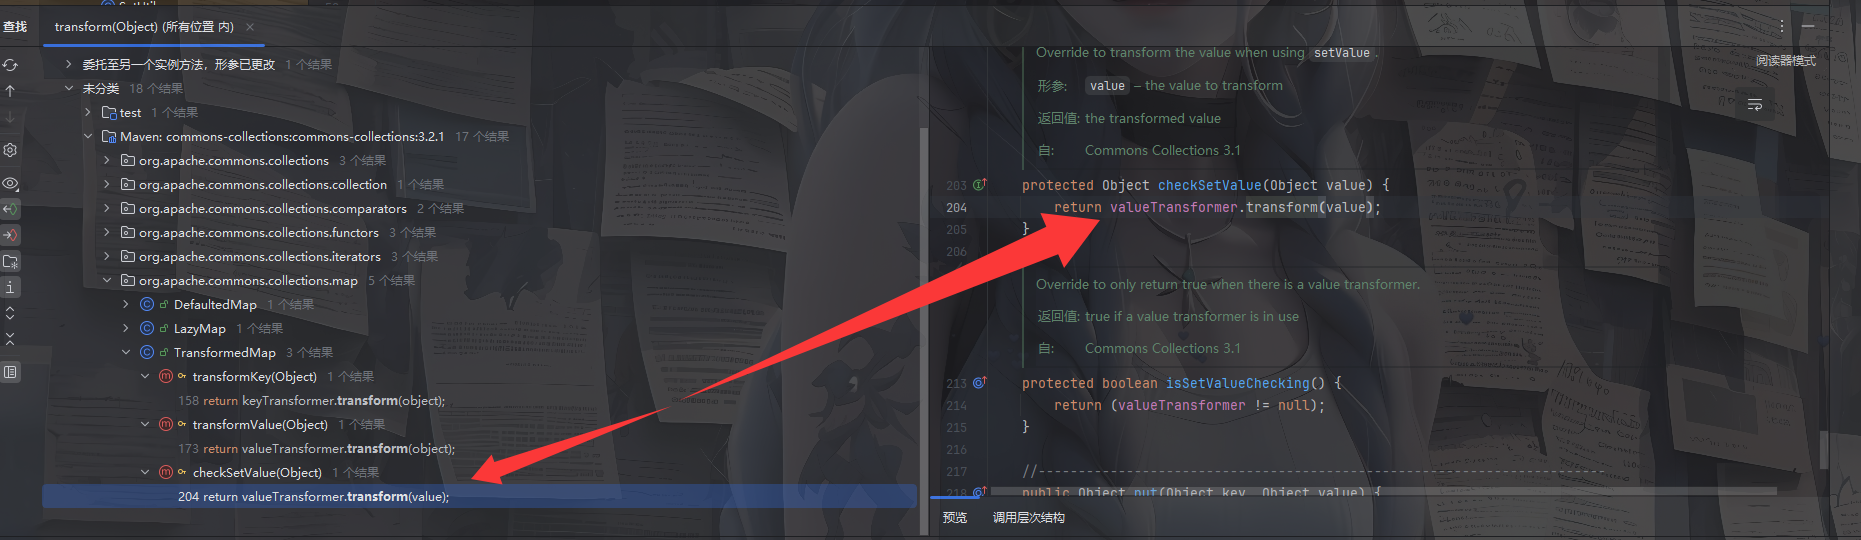 查找
transform(Object) (所有位置 内)
委托至另一个实例方法，形参已更改 1 个结果
未分类 18 个结果
test 1 个结果
Maven: commons-collections:commons-collections:3.2.1 17 个结果
org.apache.commons.collections 3 个结果
org.apache.commons.collections.collection 1 个结果
org.apache.commons.collections.comparators 2 个结果
org.apache.commons.collections.functors 3 个结果
org.apache.commons.collections.iterators 3 个结果
org.apache.commons.collections.map 5 个结果
DefaultedMap 1 个结果
LazyMap 1 个结果
TransformedMap 3 个结果
transformKey(Object) 1 个结果
158 return keyTransformer.transform(object);
transformValue(Object) 1 个结果
173 return valueTransformer.transform(object);
checkSetValue(Object) 1 个结果
204 return valueTransformer.transform(value);
Override to transform the value when using setValue.
形参: value – the value to transform
返回值: the transformed value
自: Commons Collections 3.1
203 protected Object checkSetValue(Object value) {
204 return valueTransformer.transform(value);
205 }
206
Override to only return true when there is a value transformer.
返回值: true if a value transformer is in use
自: Commons Collections 3.1
213 protected boolean isSetValueChecking() {
214 return (valueTransformer != null);
215 }
216
217 //-----------------------------------------------------------------------
218 public Object put(Object key, Object value) {
阅读器模式
预览 调用层次结构